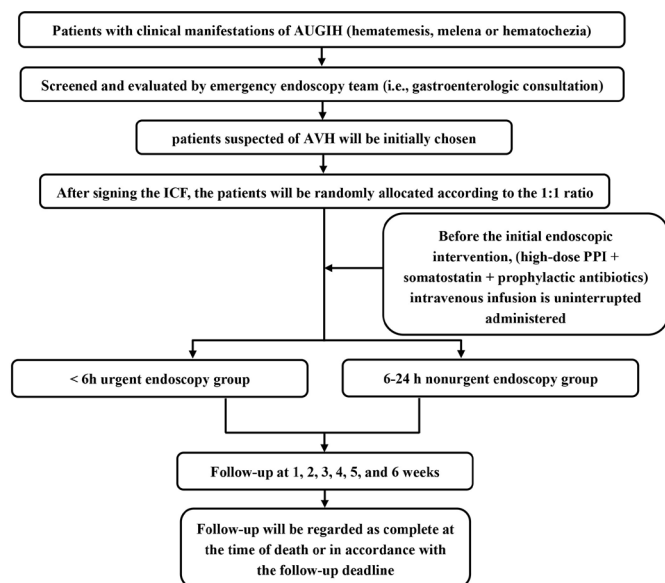 Patients with clinical manifestations of AUGIH (hematemesis, melena or hematochezia)
Screened and evaluated by emergency endoscopy team (i.e., gastroenterologic consultation)
patients suspected of AVH will be initially chosen
After signing the ICF, the patients will be randomly allocated according to the 1:1 ratio
Before the initial endoscopic
intervention, (high-dose PPI +
somatostatin + prophylactic antibiotics)
intravenous infusion is uninterrupted
administered
< 6h urgent endoscopy group
6-24 h nonurgent endoscopy group
Follow-up at 1, 2, 3, 4, 5, and 6 weeks
Follow-up will be regarded as complete at
the time of death or in accordance with
the follow-up deadline